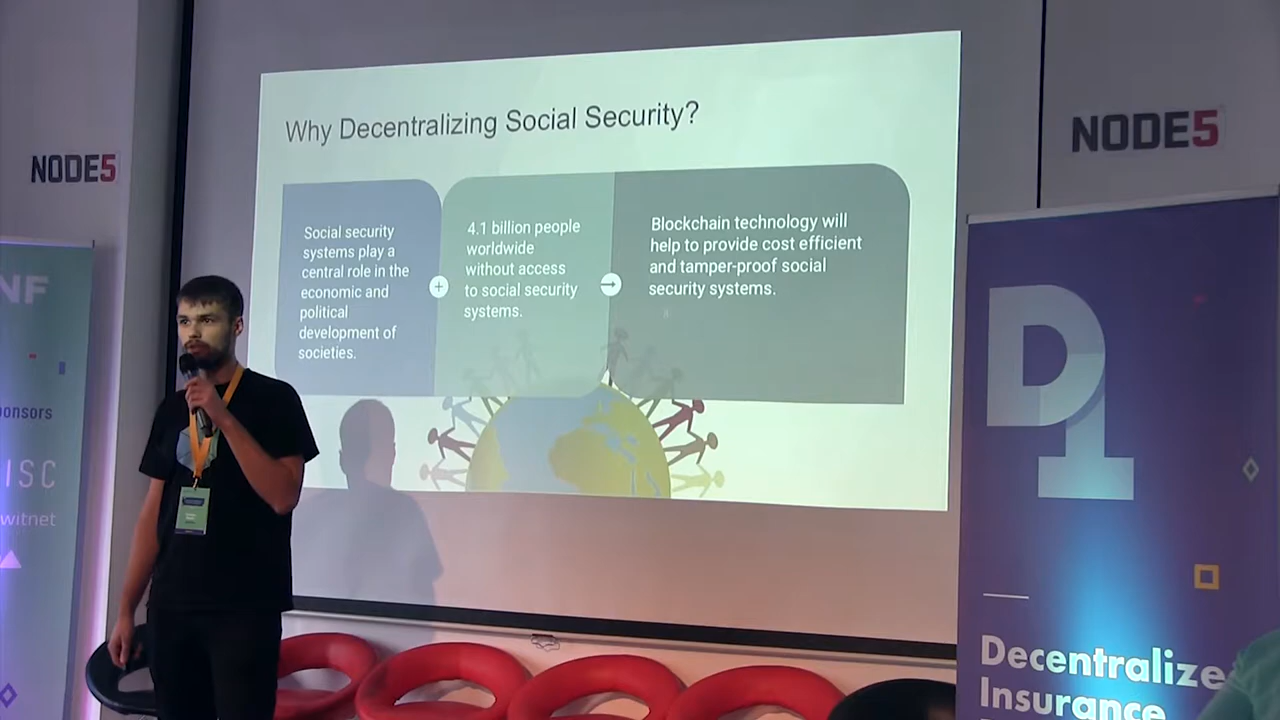 Why Decentralizing Social Security?
Social security
systems play a
central role in the
economic and
political
development of
societies.
+
4.1 billion people
worldwide
without access
to social security
systems.
→
Blockchain technology will
help to provide cost efficient
and tamper-proof social
security systems.
NODE5
NODE5
NF
onsors
ISC
witnet
D1
Decentralize
Insurance